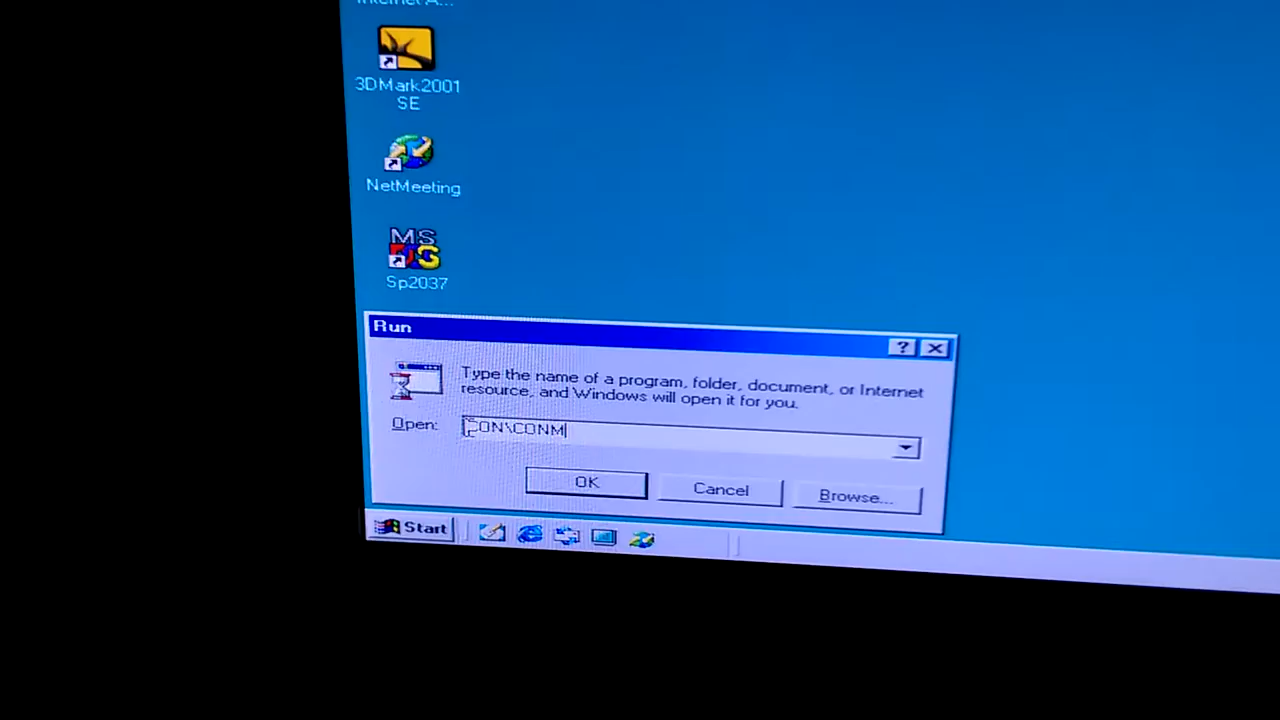 Internet A...
3DMark2001
SE
NetMeeting
MS
Sp2037
Run
?
Type the name of a program, folder, document, or Internet
resource, and Windows will open it for you.
Open:
CON\CONM
OK
Cancel
Browse...
Start